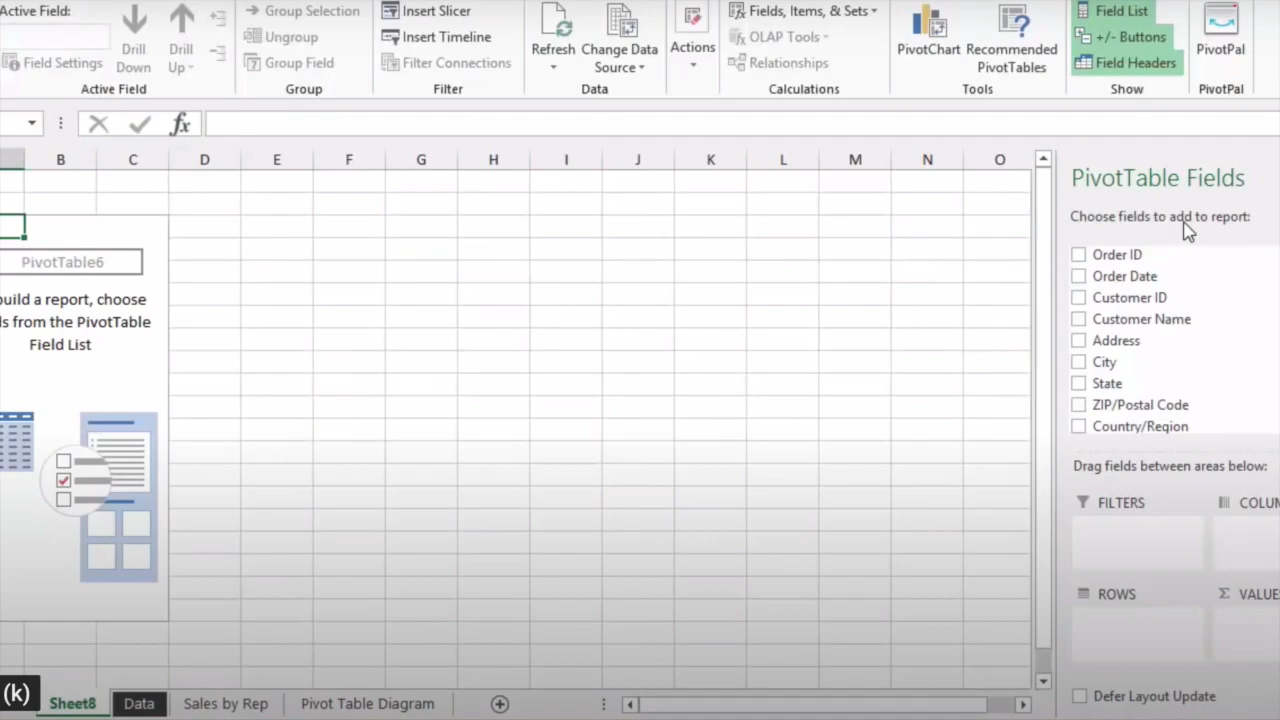 Active Field:
Drill Down
Drill Up
Field Settings
Active Field
Group Selection
Ungroup
Group Field
Group
Insert Slicer
Insert Timeline
Filter Connections
Filter
Refresh
Change Data Source
Data
Actions
Fields, Items, & Sets
OLAP Tools
Relationships
Calculations
PivotChart
Recommended PivotTables
Tools
Field List
+/- Buttons
Field Headers
Show
PivotPal
PivotPal
fx
B C D E F G H I J K L M N O
PivotTable6
build a report, choose
ds from the PivotTable
Field List
PivotTable Fields
Choose fields to add to report:
Order ID
Order Date
Customer ID
Customer Name
Address
City
State
ZIP/Postal Code
Country/Region
Drag fields between areas below:
FILTERS
COLUM
ROWS
Σ VALUES
Defer Layout Update
(k)
Sheet8 Data Sales by Rep Pivot Table Diagram